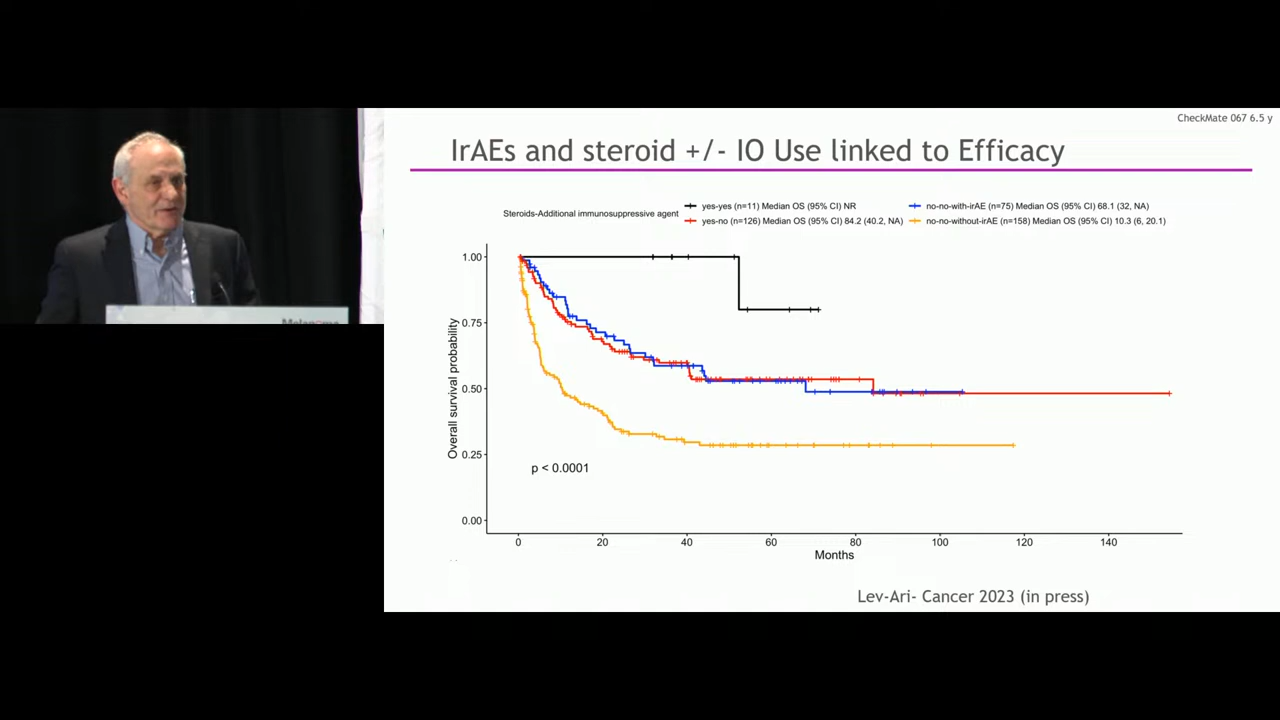 CheckMate 067 6.5 y
IrAEs and steroid +/- IO Use linked to Efficacy
Steroids-Additional immunosuppressive agent
yes-yes (n=11) Median OS (95% CI) NR
yes-no (n=126) Median OS (95% CI) 84.2 (40.2, NA)
no-no-with-irAE (n=75) Median OS (95% CI) 68.1 (32, NA)
no-no-without-irAE (n=158) Median OS (95% CI) 10.3 (6, 20.1)
Overall survival probability
1.00
0.75
0.50
0.25
0.00
p < 0.0001
0 20 40 60 80 100 120 140
Months
Lev-Ari- Cancer 2023 (in press)